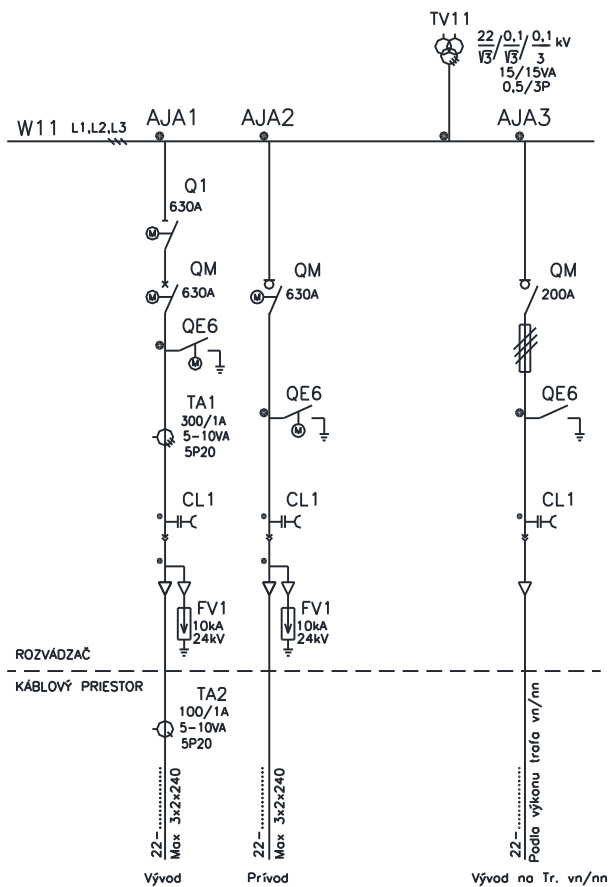 TV11
22/√3 / 0,1/√3 / 0,1/3 kV
15/15VA
0,5/3P
W11 L1,L2,L3
AJA1
AJA2
AJA3
Q1
630A
M
QM
630A
M
QM
630A
M
QM
200A
QE6
M
QE6
M
QE6
TA1
300/1A
5-10VA
5P20
CL1
CL1
CL1
FV1
10kA
24kV
FV1
10kA
24kV
ROZVÁDZAČ
KÁBLOVÝ PRIESTOR
TA2
100/1A
5-10VA
5P20
22-..........
Max 3x2x240
22-..........
Max 3x2x240
22-..........
Podla výkonu trafa vn/nn
Vývod
Prívod
Vývod na Tr. vn/nn